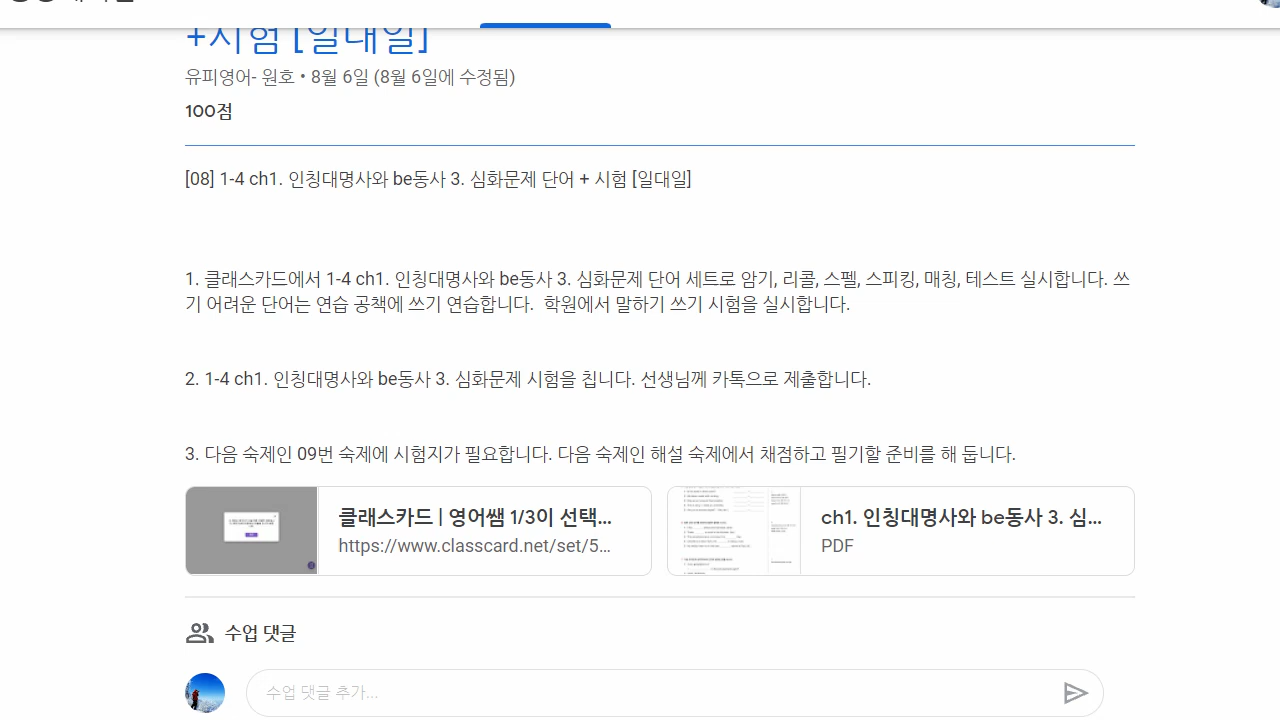 +시험 [일대일]
유피영어- 원호 • 8월 6일 (8월 6일에 수정됨)
100점
[08] 1-4 ch1. 인칭대명사와 be동사 3. 심화문제 단어 + 시험 [일대일]
1. 클래스카드에서 1-4 ch1. 인칭대명사와 be동사 3. 심화문제 단어 세트로 암기, 리콜, 스펠, 스피킹, 매칭, 테스트 실시합니다. 쓰
기 어려운 단어는 연습 공책에 쓰기 연습합니다.  학원에서 말하기 쓰기 시험을 실시합니다.
2. 1-4 ch1. 인칭대명사와 be동사 3. 심화문제 시험을 칩니다. 선생님께 카톡으로 제출합니다.
3. 다음 숙제인 09번 숙제에 시험지가 필요합니다. 다음 숙제인 해설 숙제에서 채점하고 필기할 준비를 해 둡니다.
클래스카드 | 영어쌤 1/3이 선택...
https://www.classcard.net/set/5...
ch1. 인칭대명사와 be동사 3. 심...
PDF
수업 댓글
수업 댓글 추가...